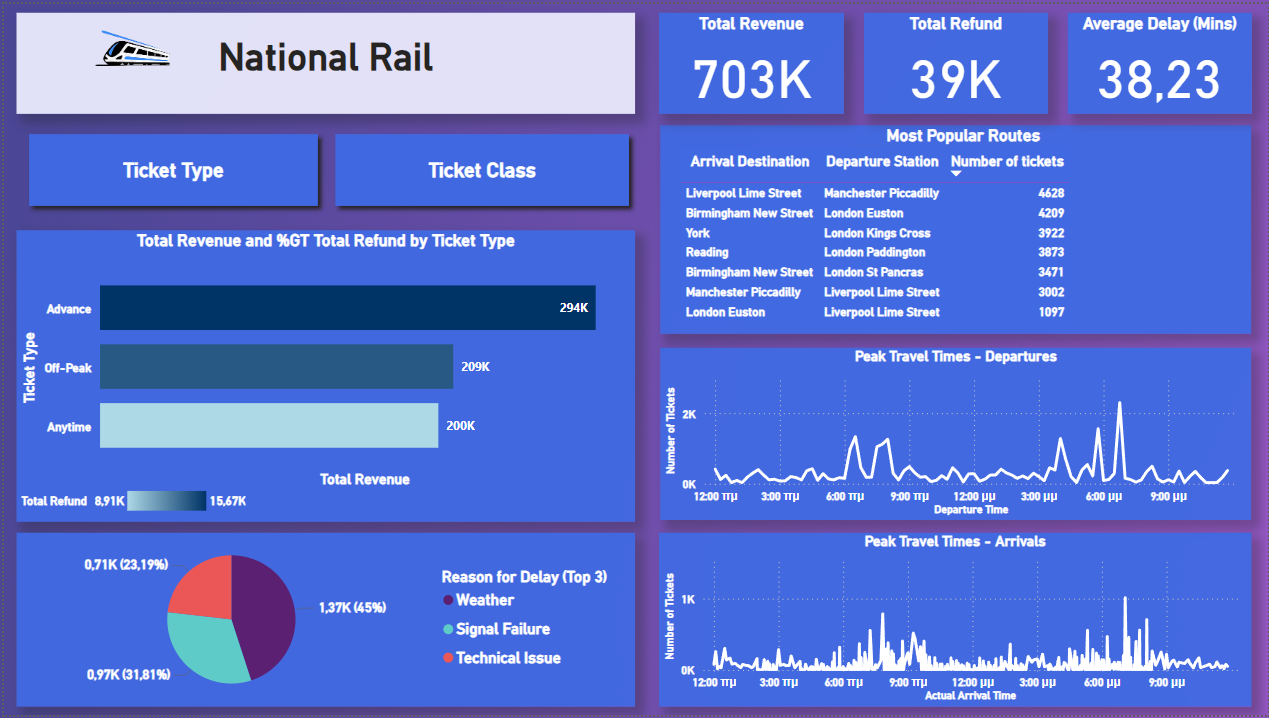 National Rail
Total Revenue
703K
Total Refund
39K
Average Delay (Mins)
38,23
Ticket Type
Ticket Class
Most Popular Routes
Arrival Destination Departure Station Number of tickets
Liverpool Lime Street Manchester Piccadilly 4628
Birmingham New Street London Euston 4209
York London Kings Cross 3922
Reading London Paddington 3873
Birmingham New Street London St Pancras 3471
Manchester Piccadilly Liverpool Lime Street 3002
London Euston Liverpool Lime Street 1097
Total Revenue and %GT Total Refund by Ticket Type
Ticket Type
Advance 294K
Off-Peak 209K
Anytime 200K
Total Revenue
Total Refund 8,91K 15,67K
Peak Travel Times - Departures
Number of Tickets
2K
0K
12:00 πμ 3:00 πμ 6:00 πμ 9:00 πμ 12:00 μμ 3:00 μμ 6:00 μμ 9:00 μμ
Departure Time
0,71K (23,19%)
1,37K (45%)
0,97K (31,81%)
Reason for Delay (Top 3)
Weather
Signal Failure
Technical Issue
Peak Travel Times - Arrivals
Number of Tickets
1K
0K
12:00 πμ 3:00 πμ 6:00 πμ 9:00 πμ 12:00 μμ 3:00 μμ 6:00 μμ 9:00 μμ
Actual Arrival Time